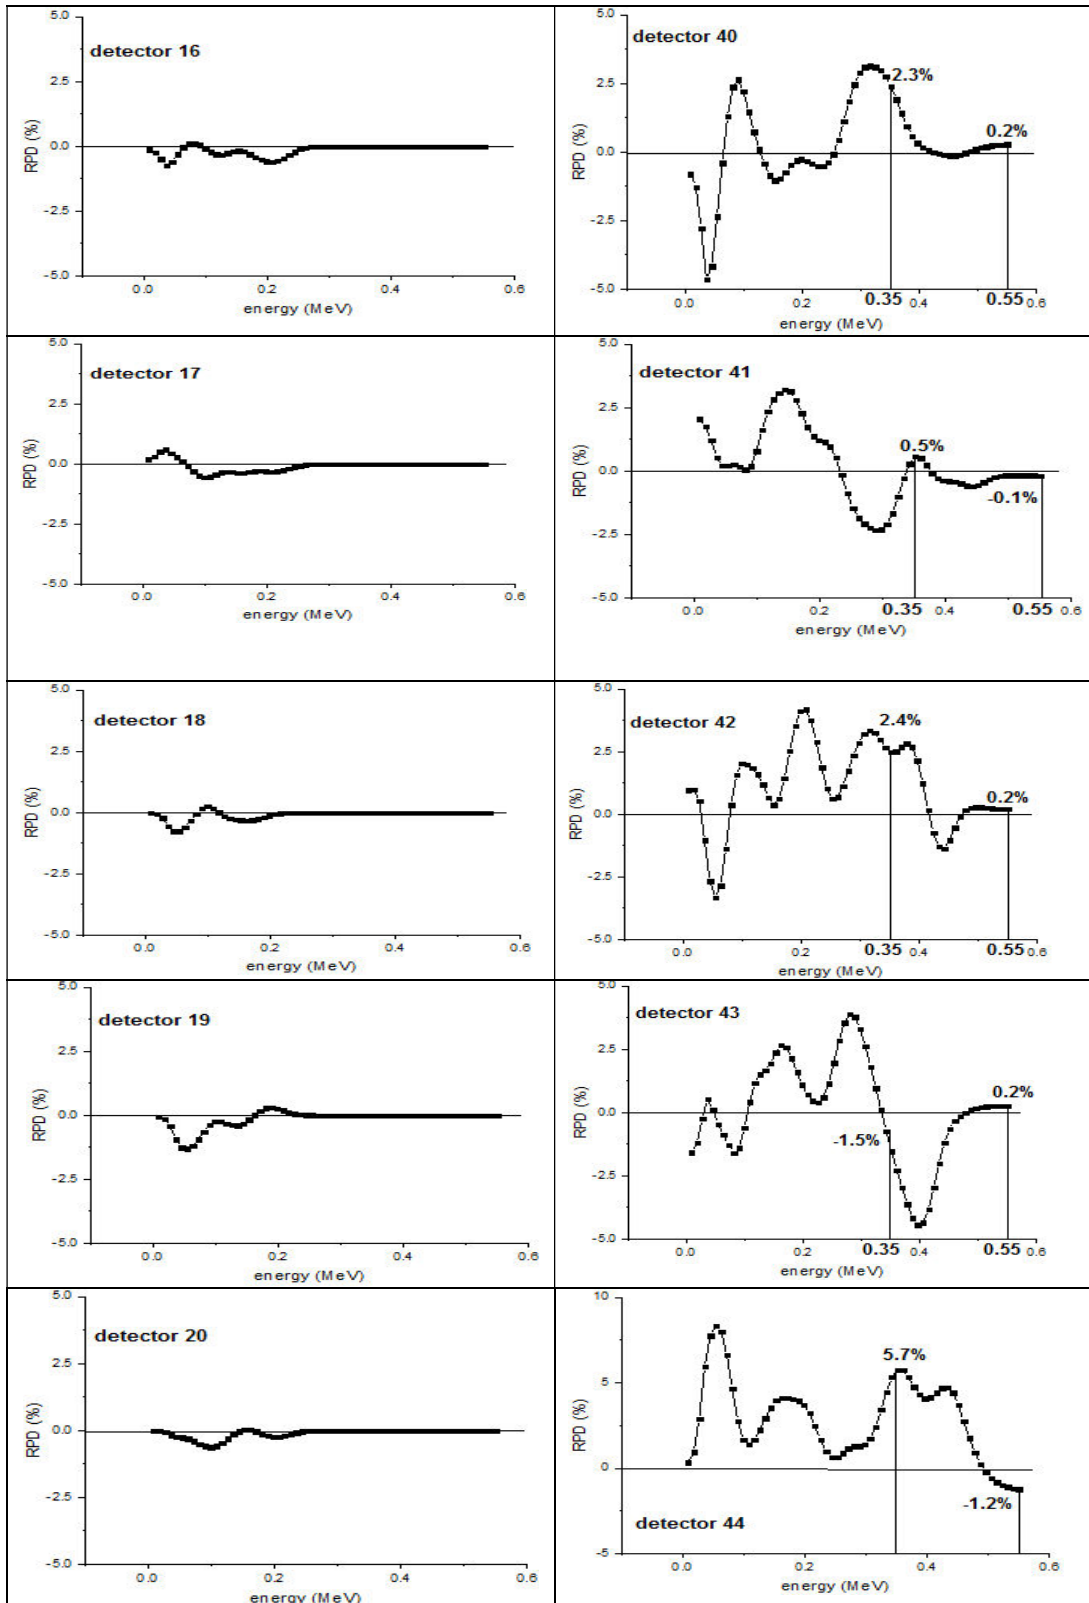 detector 16
5.0
2.5
0.0
-2.5
-5.0
RPD (%)
0.0 0.2 0.4 0.6
energy (MeV)
detector 40
5.0
2.5
0.0
-2.5
-5.0
RPD (%)
2.3%
0.2%
0.0 0.2 0.35 0.4 0.55 0.6
energy (MeV)
detector 17
5.0
2.5
0.0
-2.5
-5.0
RPD (%)
0.0 0.2 0.4 0.6
energy (MeV)
detector 41
5.0
2.5
0.0
-2.5
-5.0
RPD (%)
0.5%
-0.1%
0.0 0.2 0.35 0.4 0.55 0.6
energy (MeV)
detector 18
5.0
2.5
0.0
-2.5
-5.0
RPD (%)
0.0 0.2 0.4 0.6
energy (MeV)
detector 42
5.0
2.5
0.0
-2.5
-5.0
RPD (%)
2.4%
0.2%
0.0 0.2 0.35 0.4 0.55 0.6
energy (MeV)
detector 19
5.0
2.5
0.0
-2.5
-5.0
RPD (%)
0.0 0.2 0.4 0.6
energy (MeV)
detector 43
5.0
2.5
0.0
-2.5
-5.0
RPD (%)
-1.5%
0.2%
0.0 0.2 0.35 0.4 0.55 0.6
energy (MeV)
detector 20
5.0
2.5
0.0
-2.5
-5.0
RPD (%)
0.0 0.2 0.4 0.6
energy (MeV)
10
5
0
-5
RPD (%)
5.7%
-1.2%
detector 44
0.0 0.2 0.4 0.6
energy (MeV)